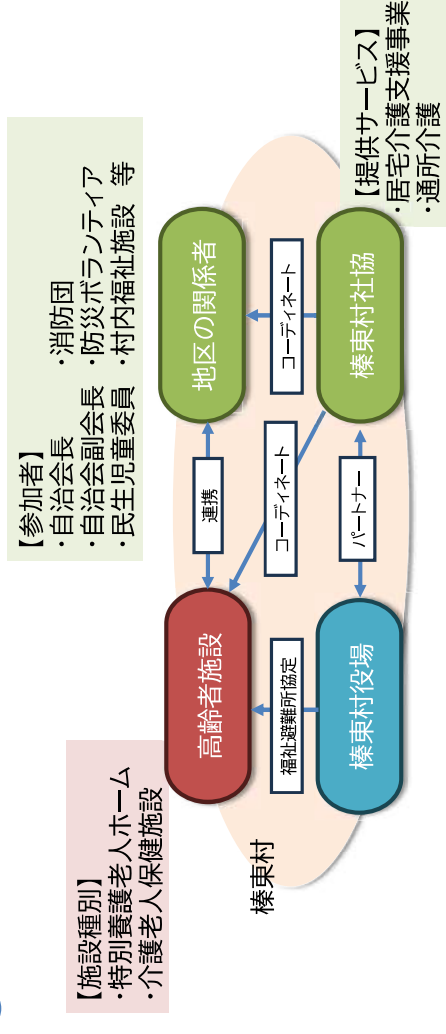 【施設種別】
・特別養護老人ホーム
・介護老人保健施設
【参加者】
・自治会長
・自治会副会長
・民生児童委員
・消防団
・防災ボランティア
・村内福祉施設 等
高齢者施設
連携
地区の関係者
福祉避難所協定
コーディネート
コーディネート
榛東村役場
パートナー
榛東村社協
榛東村
【提供サービス】
・居宅介護支援事業
・通所介護